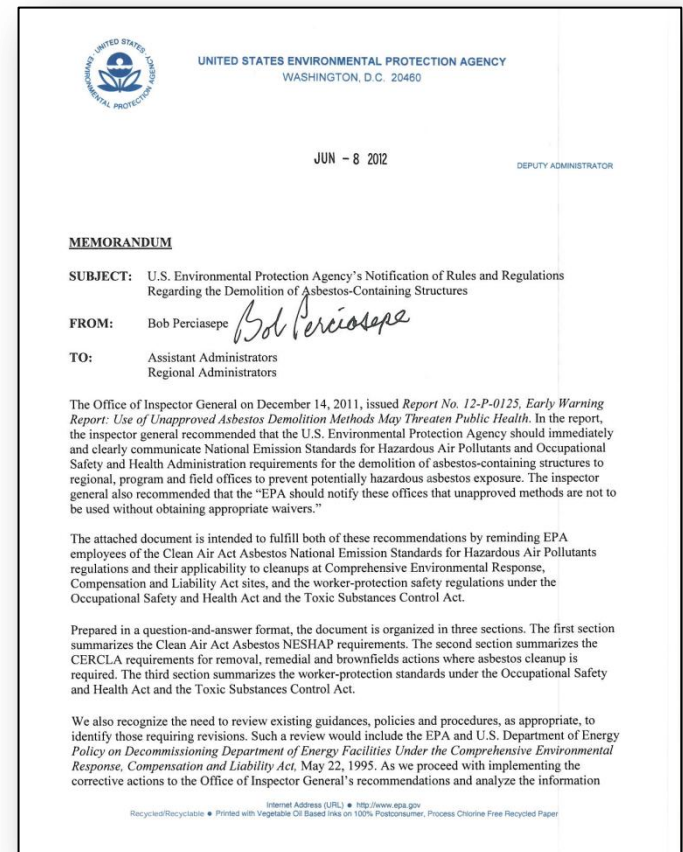 UNITED STATES
ENVIRONMENTAL PROTECTION AGENCY
UNITED STATES ENVIRONMENTAL PROTECTION AGENCY
WASHINGTON, D.C. 20460
JUN - 8 2012
DEPUTY ADMINISTRATOR
MEMORANDUM
SUBJECT: U.S. Environmental Protection Agency's Notification of Rules and Regulations
Regarding the Demolition of Asbestos-Containing Structures
FROM: Bob Perciasepe Bob Perciasepe
TO: Assistant Administrators
Regional Administrators
The Office of Inspector General on December 14, 2011, issued Report No. 12-P-0125, Early Warning
Report: Use of Unapproved Asbestos Demolition Methods May Threaten Public Health. In the report,
the inspector general recommended that the U.S. Environmental Protection Agency should immediately
and clearly communicate National Emission Standards for Hazardous Air Pollutants and Occupational
Safety and Health Administration requirements for the demolition of asbestos-containing structures to
regional, program and field offices to prevent potentially hazardous asbestos exposure. The inspector
general also recommended that the “EPA should notify these offices that unapproved methods are not to
be used without obtaining appropriate waivers.”
The attached document is intended to fulfill both of these recommendations by reminding EPA
employees of the Clean Air Act Asbestos National Emission Standards for Hazardous Air Pollutants
regulations and their applicability to cleanups at Comprehensive Environmental Response,
Compensation and Liability Act sites, and the worker-protection safety regulations under the
Occupational Safety and Health Act and the Toxic Substances Control Act.
Prepared in a question-and-answer format, the document is organized in three sections. The first section
summarizes the Clean Air Act Asbestos NESHAP requirements. The second section summarizes the
CERCLA requirements for removal, remedial and brownfields actions where asbestos cleanup is
required. The third section summarizes the worker-protection standards under the Occupational Safety
and Health Act and the Toxic Substances Control Act.
We also recognize the need to review existing guidances, policies and procedures, as appropriate, to
identify those requiring revisions. Such a review would include the EPA and U.S. Department of Energy
Policy on Decommissioning Department of Energy Facilities Under the Comprehensive Environmental
Response, Compensation and Liability Act, May 22, 1995. As we proceed with implementing the
corrective actions to the Office of Inspector General's recommendations and analyze the information
Internet Address (URL) • http://www.epa.gov
Recycled/Recyclable • Printed with Vegetable Oil Based Inks on 100% Postconsumer, Process Chlorine Free Recycled Paper